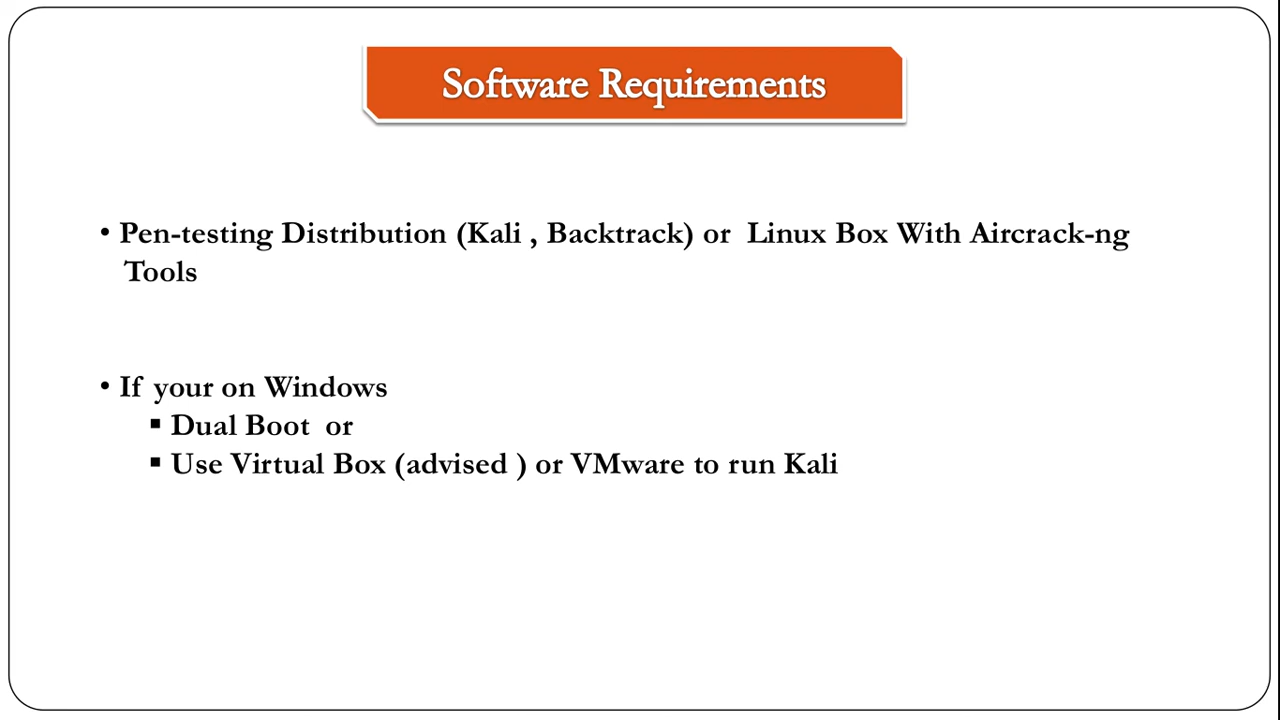 Software Requirements
• Pen-testing Distribution (Kali , Backtrack) or  Linux Box With Aircrack-ng
Tools
• If your on Windows
▪ Dual Boot  or
▪ Use Virtual Box (advised ) or VMware to run Kali